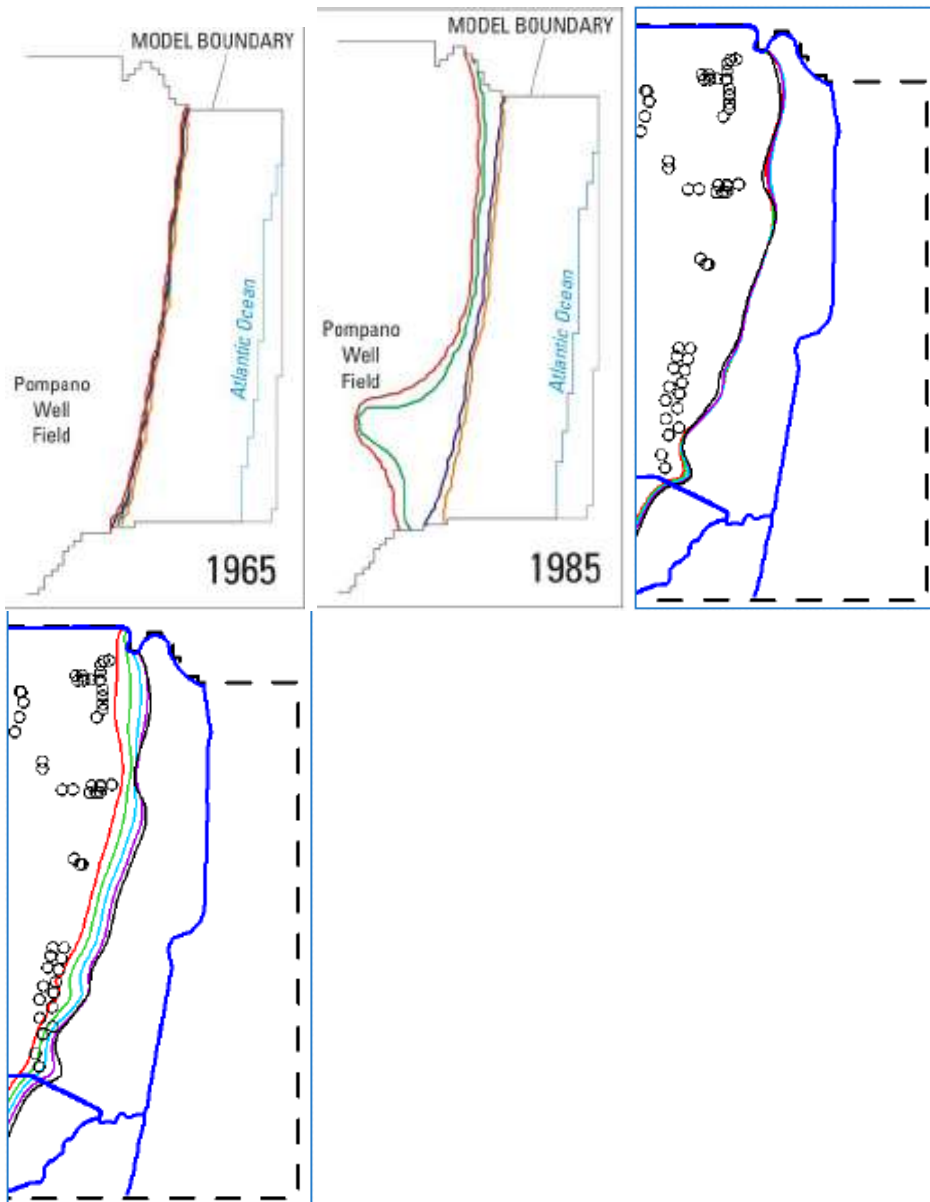 MODEL BOUNDARY
Atlantic Ocean
Pompano
Well
Field
1965
MODEL BOUNDARY
Pompano
Well
Field
Atlantic Ocean
1985